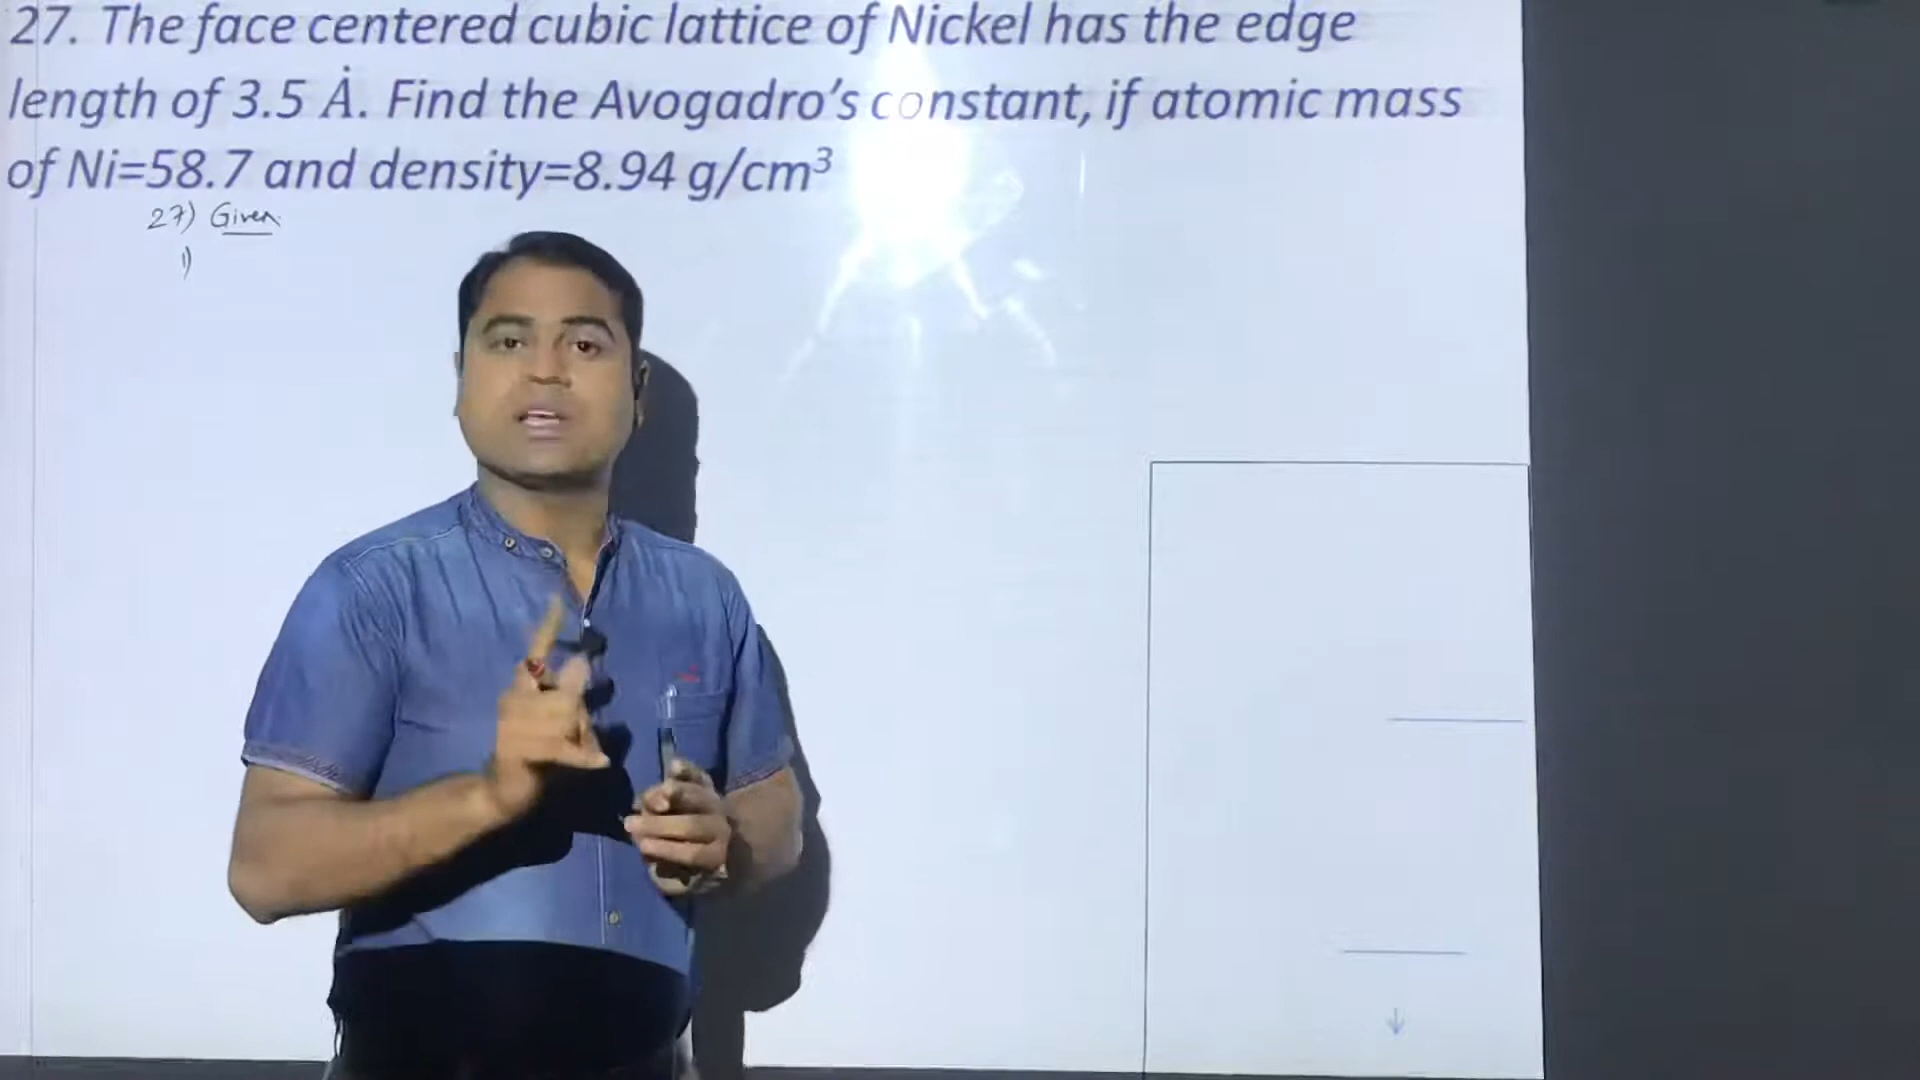 27. The face centered cubic lattice of Nickel has the edge
length of 3.5 Ȧ. Find the Avogadro's constant, if atomic mass
of Ni=58.7 and density=8.94 g/cm³
27) Given
1)